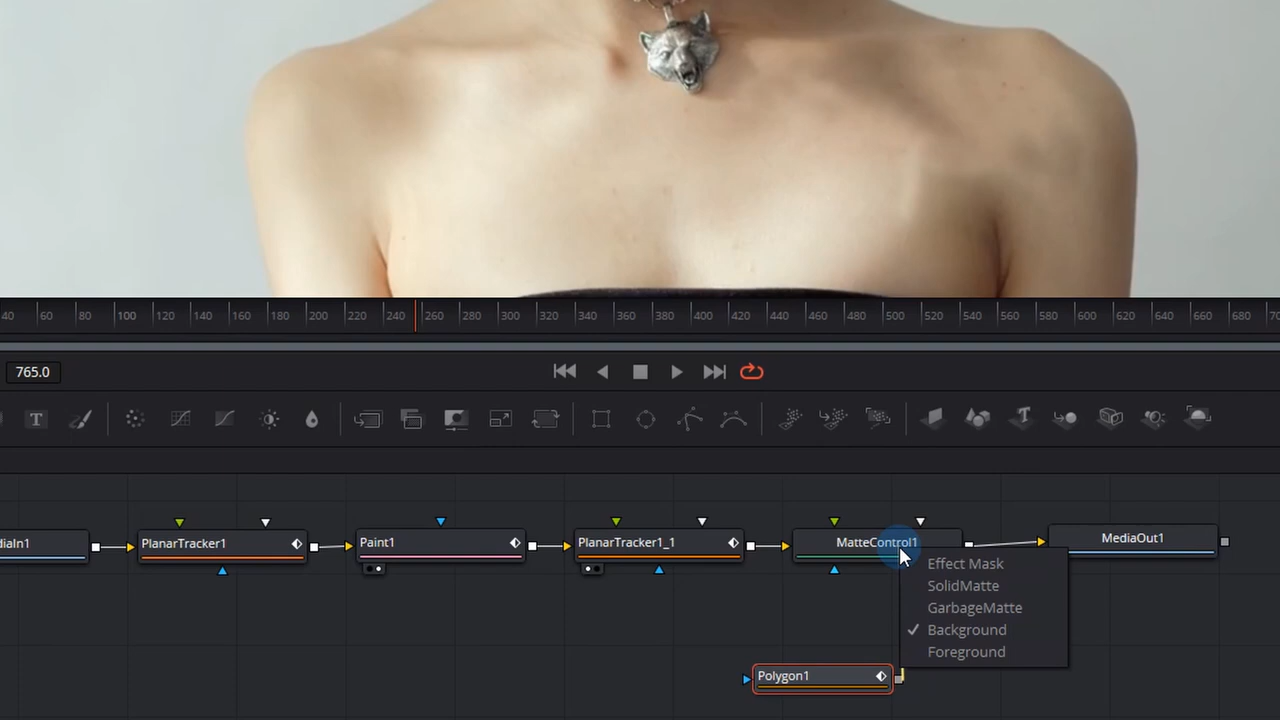 40 60 80 100 120 140 160 180 200 220 240 260 280 300 320 340 360 380 400 420 440 460 480 500 520 540 560 580 600 620 640 660 680
765.0
T
diaIn1
PlanarTracker1
Paint1
PlanarTracker1_1
MatteControl1
MediaOut1
Effect Mask
SolidMatte
GarbageMatte
Background
Foreground
Polygon1